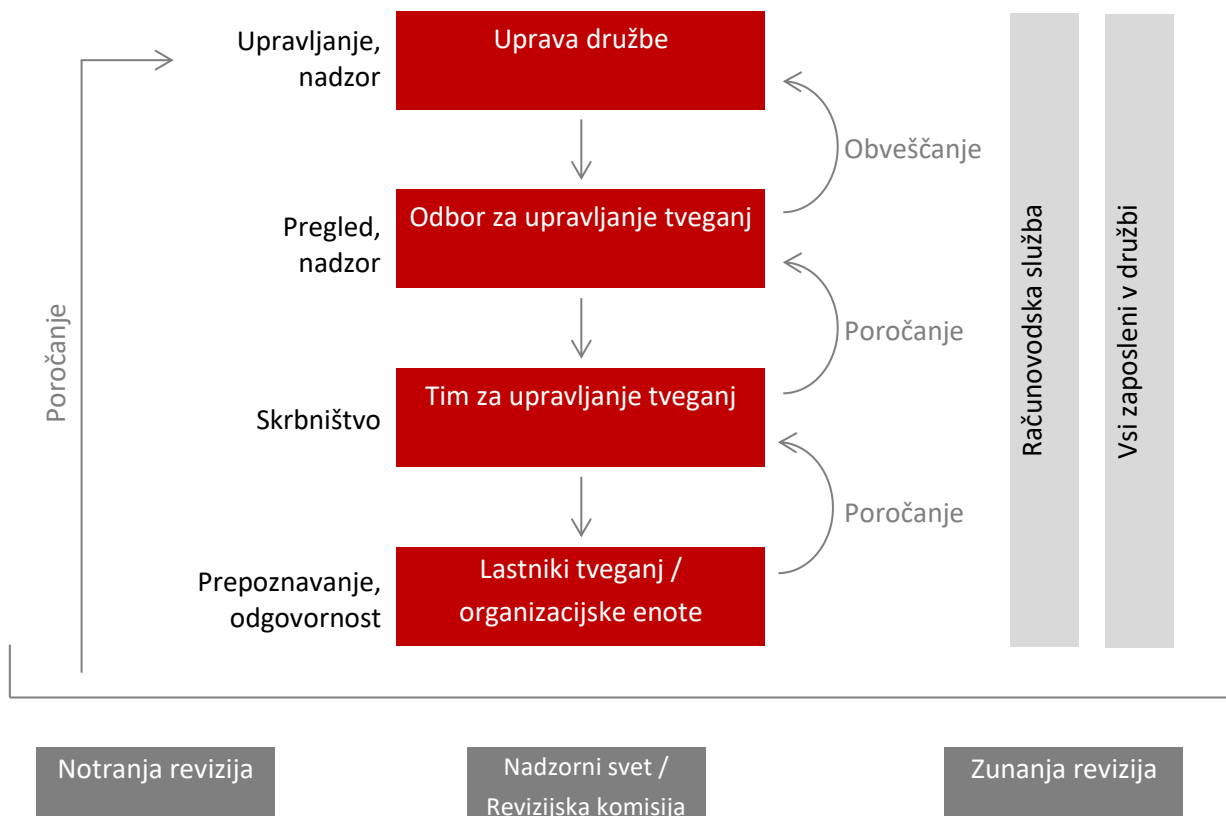 Upravljanje,
nadzor
Uprava družbe
Obveščanje
Pregled,
nadzor
Odbor za upravljanje tveganj
Poročanje
Skrbništvo
Tim za upravljanje tveganj
Poročanje
Prepoznavanje,
odgovornost
Lastniki tveganj /
organizacijske enote
Poročanje
Računovodska služba
Vsi zaposleni v družbi
Notranja revizija
Nadzorni svet /
Revizijska komisija
Zunanja revizija